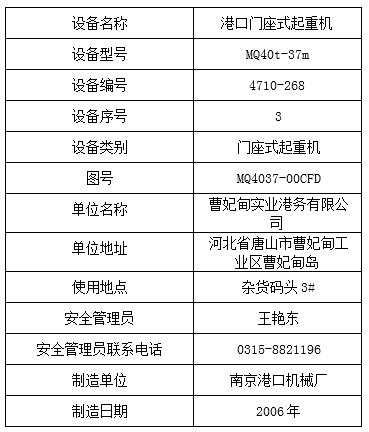 设备名称 港口门座式起重机
设备型号 MQ40t-37m
设备编号 4710-268
设备序号 3
设备类别 门座式起重机
图号 MQ4037-00CFD
单位名称 曹妃甸实业港务有限公
司
单位地址 河北省唐山市曹妃甸工
业区曹妃甸岛
使用地点 杂货码头 3#
安全管理员 王艳东
安全管理员联系电话 0315-8821196
制造单位 南京港口机械厂
制造日期 2006 年